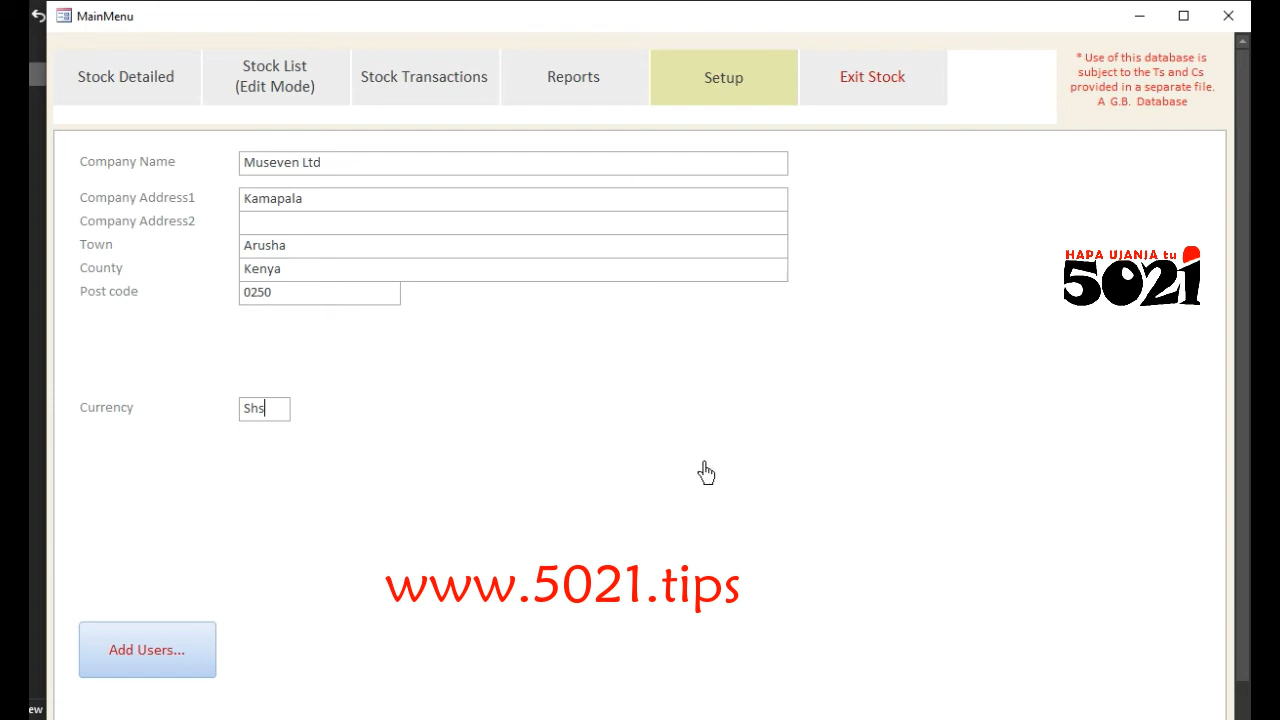 MainMenu
Stock Detailed
Stock List
(Edit Mode)
Stock Transactions
Reports
Setup
Exit Stock
* Use of this database is
subject to the Ts and Cs
provided in a separate file.
A G.B. Database
Company Name
Museven Ltd
Company Address1
Kamapala
Company Address2
Town
Arusha
County
Kenya
Post code
0250
HAPA UJANJA tu
5021
Currency
Shs
www.5021.tips
Add Users...
ew